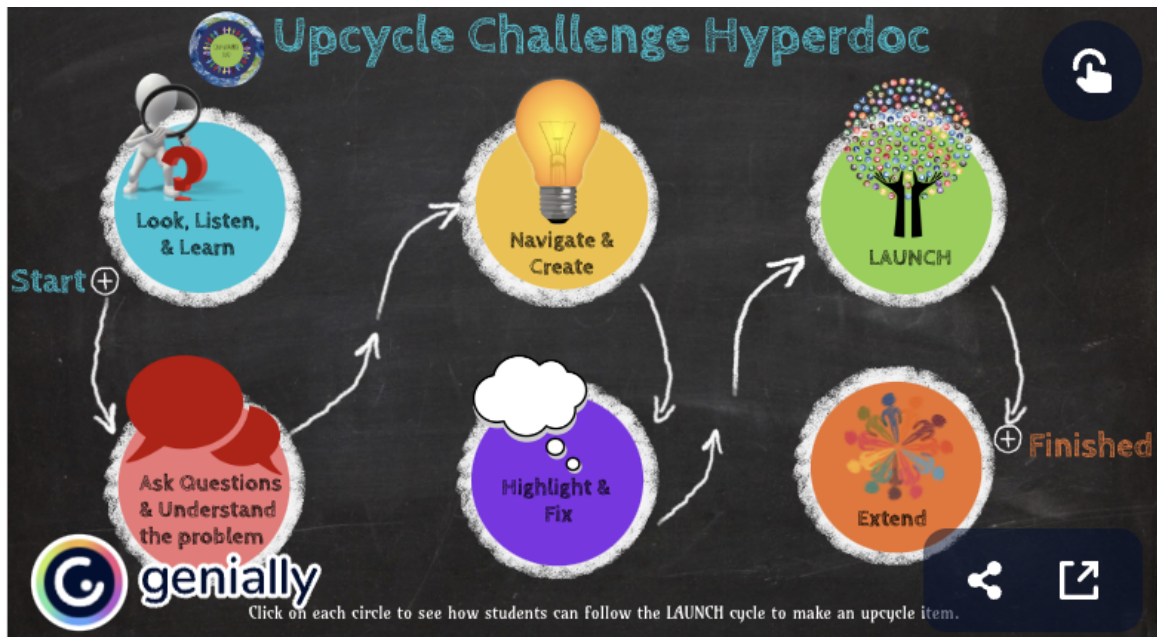 Upcycle Challenge Hyperdoc
Look, Listen,
& Learn
Start
Ask Questions
& Understand
the problem
Navigate &
Create
Highlight &
Fix
LAUNCH
Extend
Finished
genially
Click on each circle to see how students can follow the LAUNCH cycle to make an upcycle item.